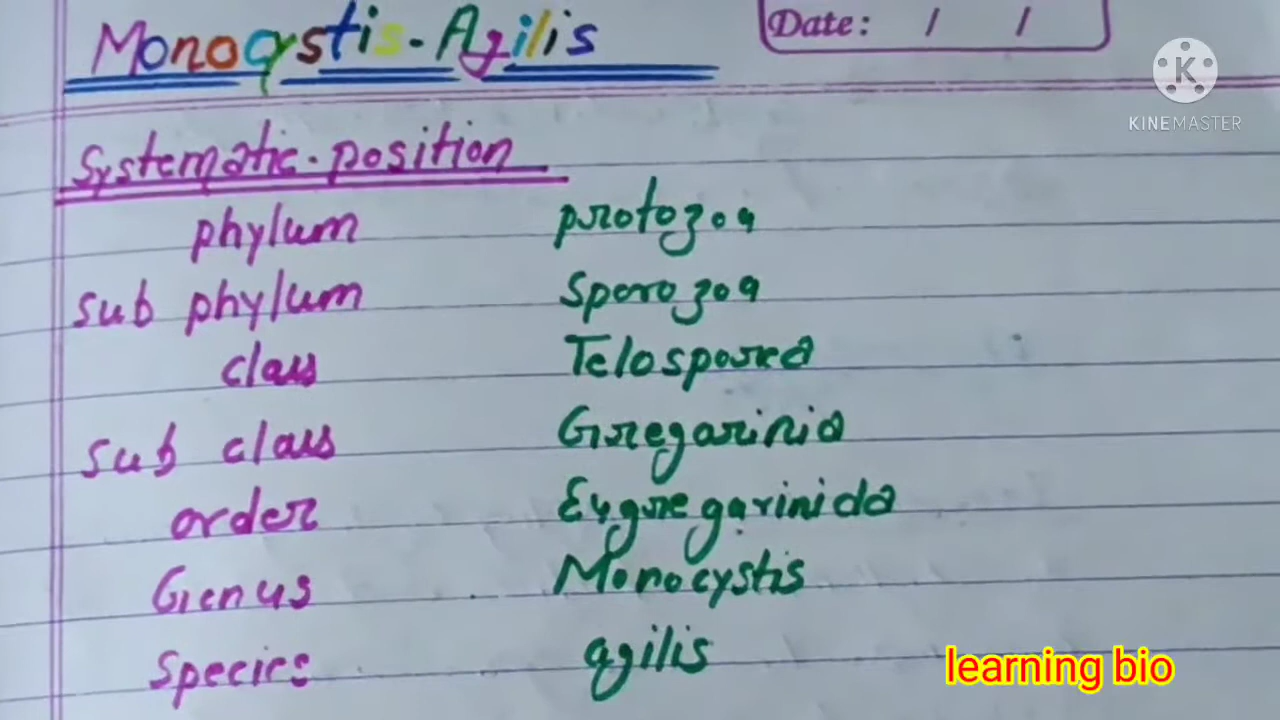 Monocystis-Agilis
Date: / /
K
KINEMASTER
Systematic-position
phylum protozoa
sub phylum Sporozoa
class Telosporea
sub class Gregarinia
order Eugregarinida
Genus Monocystis
Species agilis
learning bio